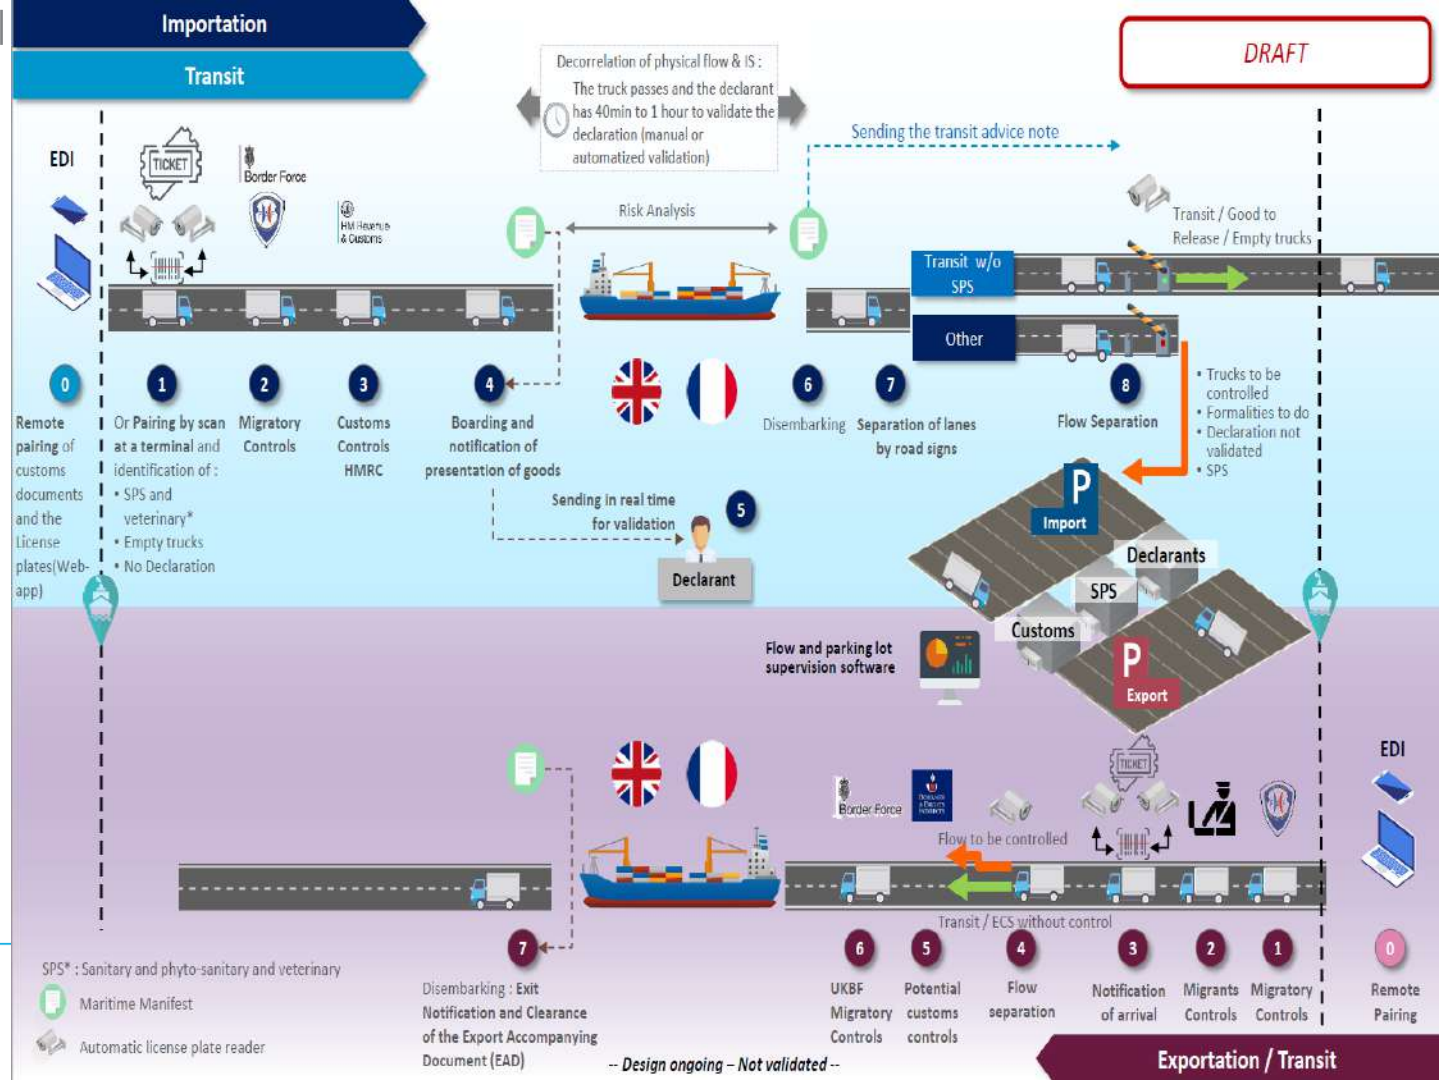 Importation
Transit
DRAFT
Decorrelation of physical flow & IS :
The truck passes and the declarant
has 40min to 1 hour to validate the
declaration (manual or
automatized validation)
Sending the transit advice note
EDI
TICKET
Border Force
HM Revenue
& Customs
Risk Analysis
Transit / Good to
Release / Empty trucks
Transit w/o
SPS
Other
0
1
2
3
4
6
7
8
Remote
pairing of
customs
documents
and the
License
plates(Web-
app)
Or Pairing by scan
at a terminal and
identification of :
• SPS and
veterinary*
• Empty trucks
• No Declaration
Migratory
Controls
Customs
Controls
HMRC
Boarding and
notification of
presentation of goods
Disembarking
Separation of lanes
by road signs
Flow Separation
• Trucks to be
controlled
• Formalities to do
• Declaration not
validated
• SPS
Sending in real time
for validation
5
Declarant
P
Import
Declarants
SPS
Customs
P
Export
Flow and parking lot
supervision software
EDI
TICKET
Border Force
DOUANES
& DROITS
INDIRECTS
Flow to be controlled
Transit / ECS without control
7
6
5
4
3
2
1
0
Disembarking : Exit
Notification and Clearance
of the Export Accompanying
Document (EAD)
UKBF
Migratory
Controls
Potential
customs
controls
Flow
separation
Notification
of arrival
Migrants
Controls
Migratory
Controls
Remote
Pairing
SPS* : Sanitary and phyto-sanitary and veterinary
Maritime Manifest
Automatic license plate reader
-- Design ongoing – Not validated --
Exportation / Transit